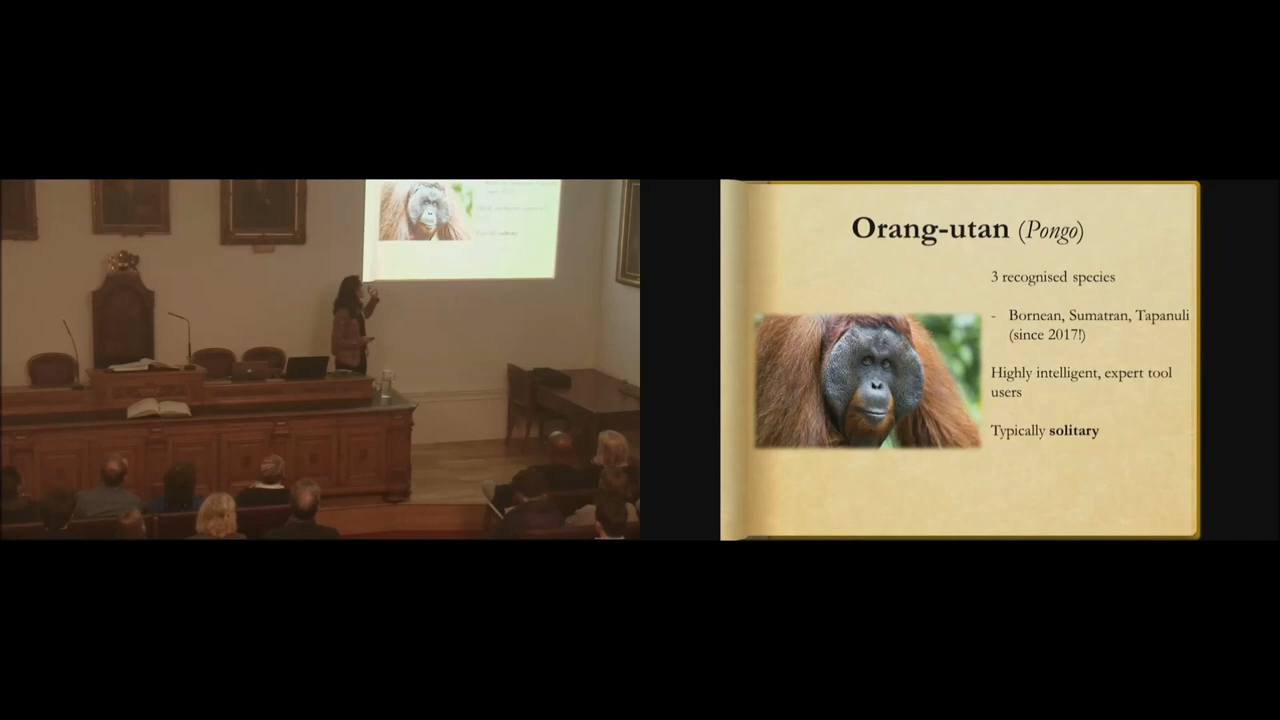 Orang-utan (Pongo)
3 recognised species
- Bornean, Sumatran, Tapanuli
(since 2017!)
Highly intelligent, expert tool
users
Typically solitary